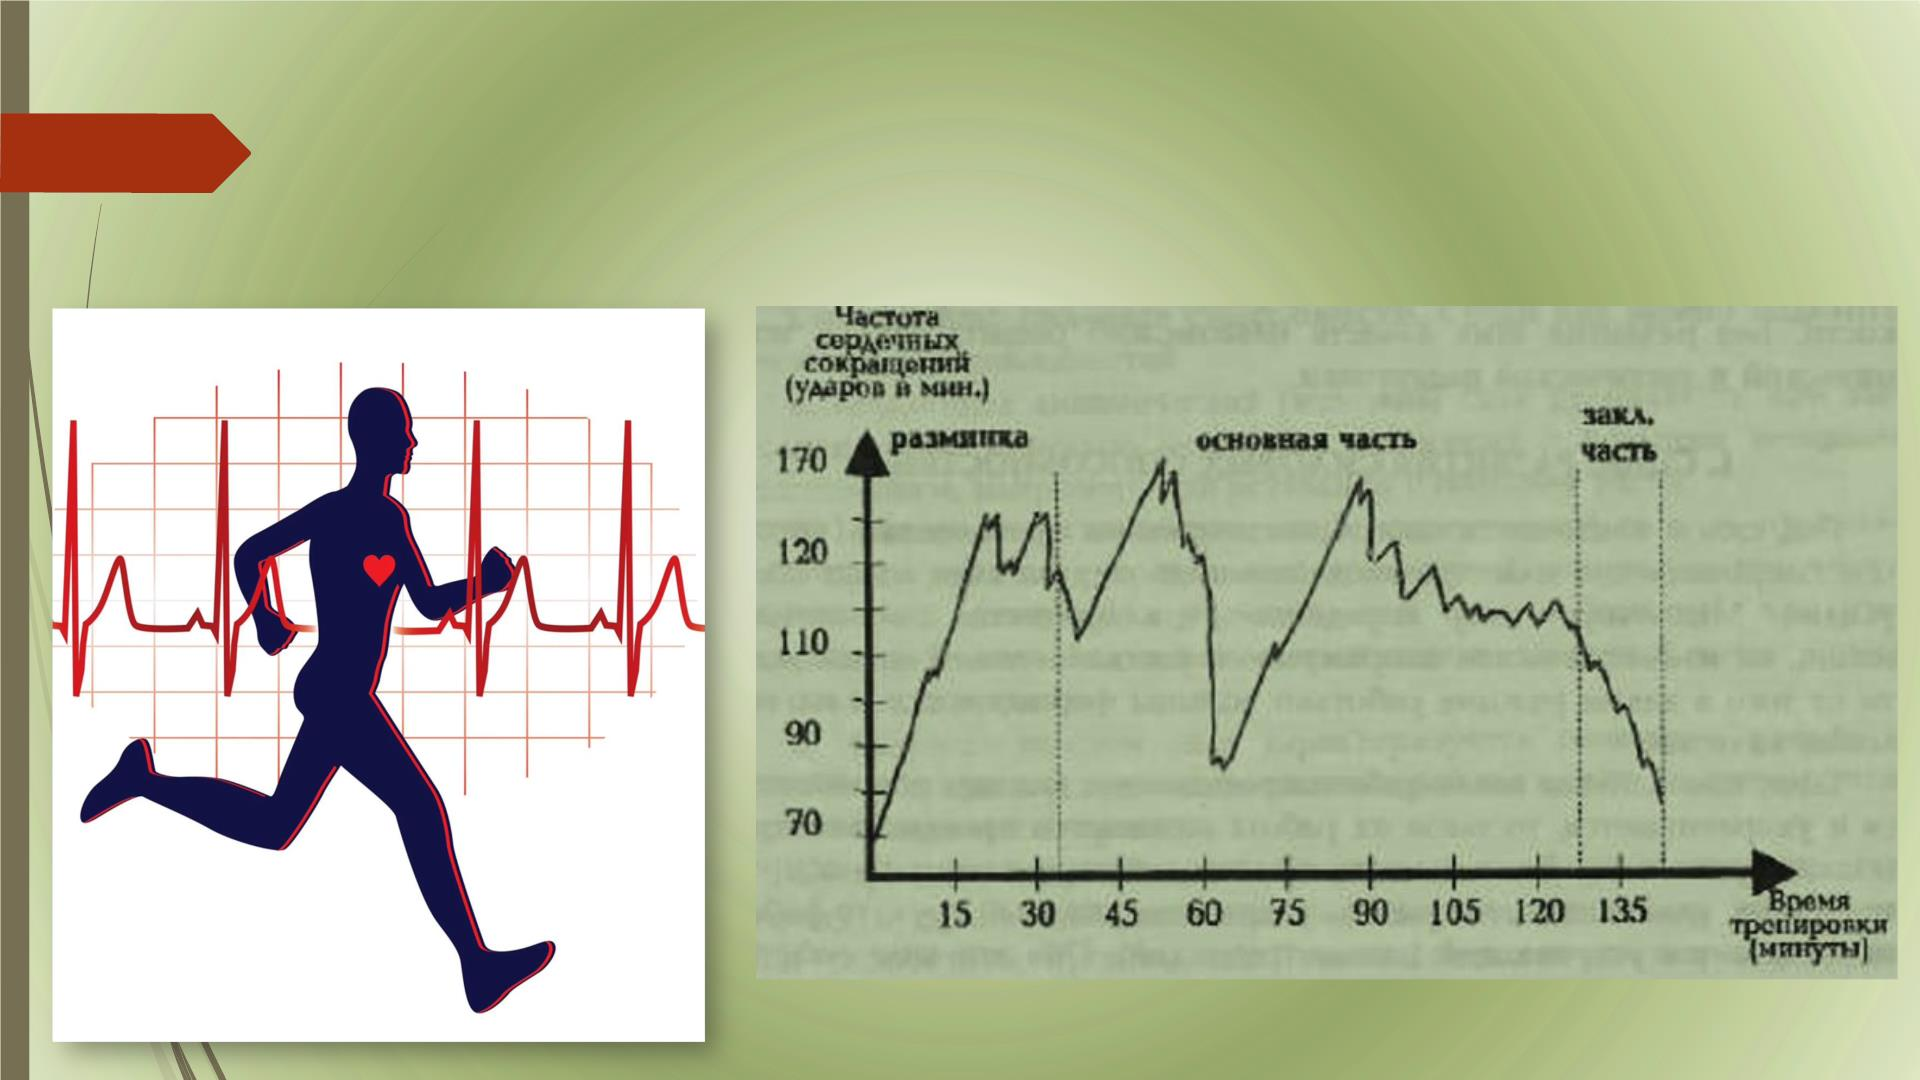 Частота
сердечных
сокращений
(ударов в мин.)
разминка
основная часть
закл.
часть
170
120
110
90
70
15 30 45 60 75 90 105 120 135
Время
тренировки
(минуты)